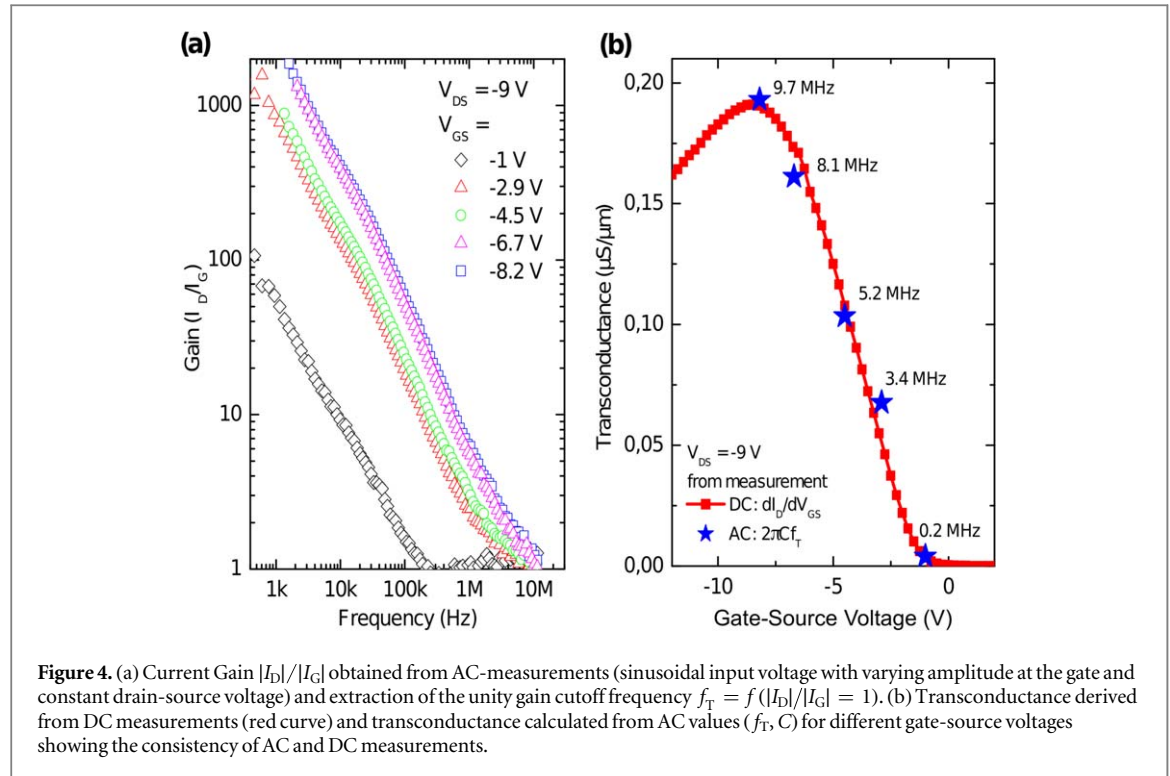 (a)
1000
100
10
1
Gain (I_D/I_G)
1k 10k 100k 1M 10M
Frequency (Hz)
V_DS = -9 V
V_GS =
-1 V
-2.9 V
-4.5 V
-6.7 V
-8.2 V
(b)
0,20
0,15
0,10
0,05
0,00
Transconductance (µS/µm)
-10 -5 0
Gate-Source Voltage (V)
9.7 MHz
8.1 MHz
5.2 MHz
3.4 MHz
0.2 MHz
V_DS = -9 V
from measurement
DC: dI_D/dV_GS
AC: 2πCf_T
Figure 4. (a) Current Gain |I_D|/|I_G| obtained from AC-measurements (sinusoidal input voltage with varying amplitude at the gate and
constant drain-source voltage) and extraction of the unity gain cutoff frequency f_T = f (|I_D|/|I_G| = 1). (b) Transconductance derived
from DC measurements (red curve) and transconductance calculated from AC values (f_T, C) for different gate-source voltages
showing the consistency of AC and DC measurements.